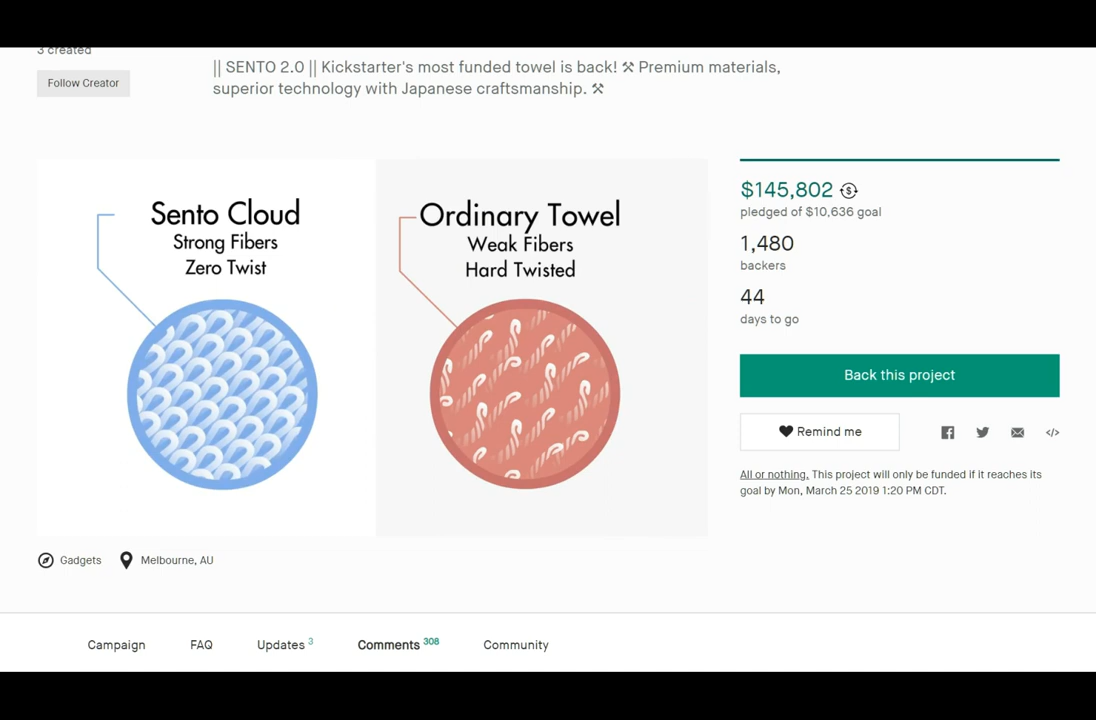 3 created
Follow Creator
|| SENTO 2.0 || Kickstarter's most funded towel is back! ⚒ Premium materials,
superior technology with Japanese craftsmanship. ⚒
Sento Cloud
Strong Fibers
Zero Twist
Ordinary Towel
Weak Fibers
Hard Twisted
$145,802
pledged of $10,636 goal
1,480
backers
44
days to go
Back this project
Remind me
All or nothing. This project will only be funded if it reaches its
goal by Mon, March 25 2019 1:20 PM CDT.
Gadgets Melbourne, AU
Campaign FAQ Updates 3 Comments 308 Community